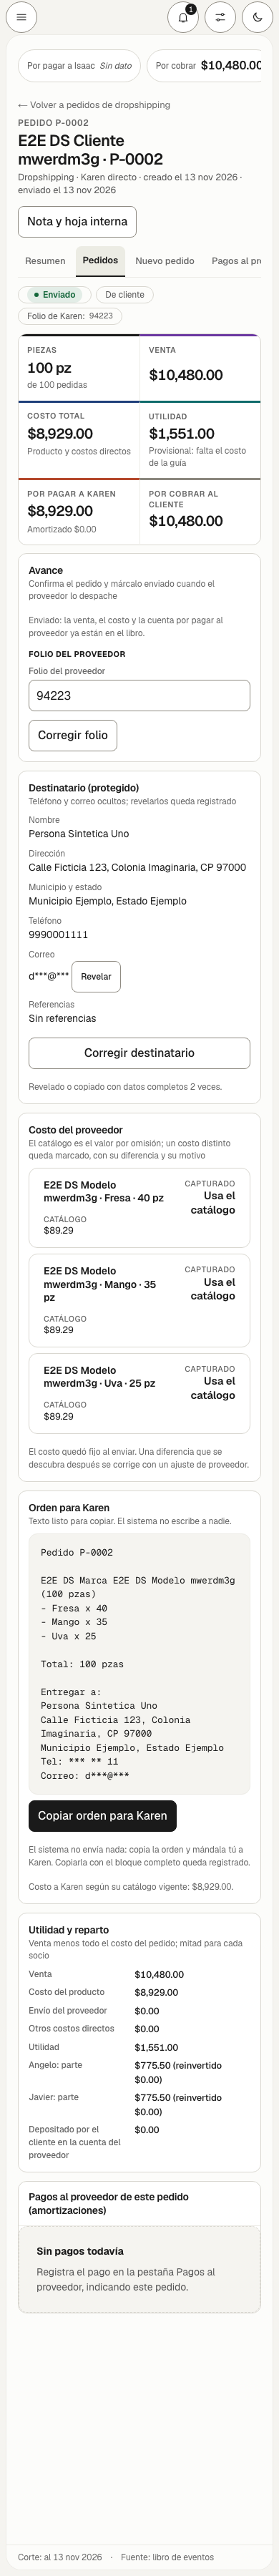 1
Por pagar a Isaac Sin dato
Por cobrar $10,480.00
← Volver a pedidos de dropshipping
PEDIDO P-0002
E2E DS Cliente
mwerdm3g · P-0002
Dropshipping · Karen directo · creado el 13 nov 2026 ·
enviado el 13 nov 2026
Nota y hoja interna
Resumen Pedidos Nuevo pedido Pagos al pr
Enviado De cliente
Folio de Karen: 94223
PIEZAS
100 pz
de 100 pedidas
VENTA
$10,480.00
COSTO TOTAL
$8,929.00
Producto y costos directos
UTILIDAD
$1,551.00
Provisional: falta el costo
de la guía
POR PAGAR A KAREN
$8,929.00
Amortizado $0.00
POR COBRAR AL
CLIENTE
$10,480.00
Avance
Confirma el pedido y márcalo enviado cuando el
proveedor lo despache
Enviado: la venta, el costo y la cuenta por pagar al
proveedor ya están en el libro.
FOLIO DEL PROVEEDOR
Folio del proveedor
94223
Corregir folio
Destinatario (protegido)
Teléfono y correo ocultos; revelarlos queda registrado
Nombre
Persona Sintetica Uno
Dirección
Calle Ficticia 123, Colonia Imaginaria, CP 97000
Municipio y estado
Municipio Ejemplo, Estado Ejemplo
Teléfono
9990001111
Correo
d***@*** Revelar
Referencias
Sin referencias
Corregir destinatario
Revelado o copiado con datos completos 2 veces.
Costo del proveedor
El catálogo es el valor por omisión; un costo distinto
queda marcado, con su diferencia y su motivo
E2E DS Modelo
mwerdm3g · Fresa · 40 pz
CATÁLOGO
$89.29
CAPTURADO
Usa el
catálogo
E2E DS Modelo
mwerdm3g · Mango · 35
pz
CATÁLOGO
$89.29
CAPTURADO
Usa el
catálogo
E2E DS Modelo
mwerdm3g · Uva · 25 pz
CATÁLOGO
$89.29
CAPTURADO
Usa el
catálogo
El costo quedó fijo al enviar. Una diferencia que se
descubra después se corrige con un ajuste de proveedor.
Orden para Karen
Texto listo para copiar. El sistema no escribe a nadie.
Pedido P-0002
E2E DS Marca E2E DS Modelo mwerdm3g
(100 pzas)
- Fresa x 40
- Mango x 35
- Uva x 25
Total: 100 pzas
Entregar a:
Persona Sintetica Uno
Calle Ficticia 123, Colonia
Imaginaria, CP 97000
Municipio Ejemplo, Estado Ejemplo
Tel: *** ** 11
Correo: d***@***
Copiar orden para Karen
El sistema no envía nada: copia la orden y mándala tú a
Karen. Copiarla con el bloque completo queda registrado.
Costo a Karen según su catálogo vigente: $8,929.00.
Utilidad y reparto
Venta menos todo el costo del pedido; mitad para cada
socio
Venta $10,480.00
Costo del producto $8,929.00
Envío del proveedor $0.00
Otros costos directos $0.00
Utilidad $1,551.00
Angelo: parte $775.50 (reinvertido
$0.00)
Javier: parte $775.50 (reinvertido
$0.00)
Depositado por el $0.00
cliente en la cuenta del
proveedor
Pagos al proveedor de este pedido
(amortizaciones)
Sin pagos todavía
Registra el pago en la pestaña Pagos al
proveedor, indicando este pedido.
Corte: al 13 nov 2026 · Fuente: libro de eventos